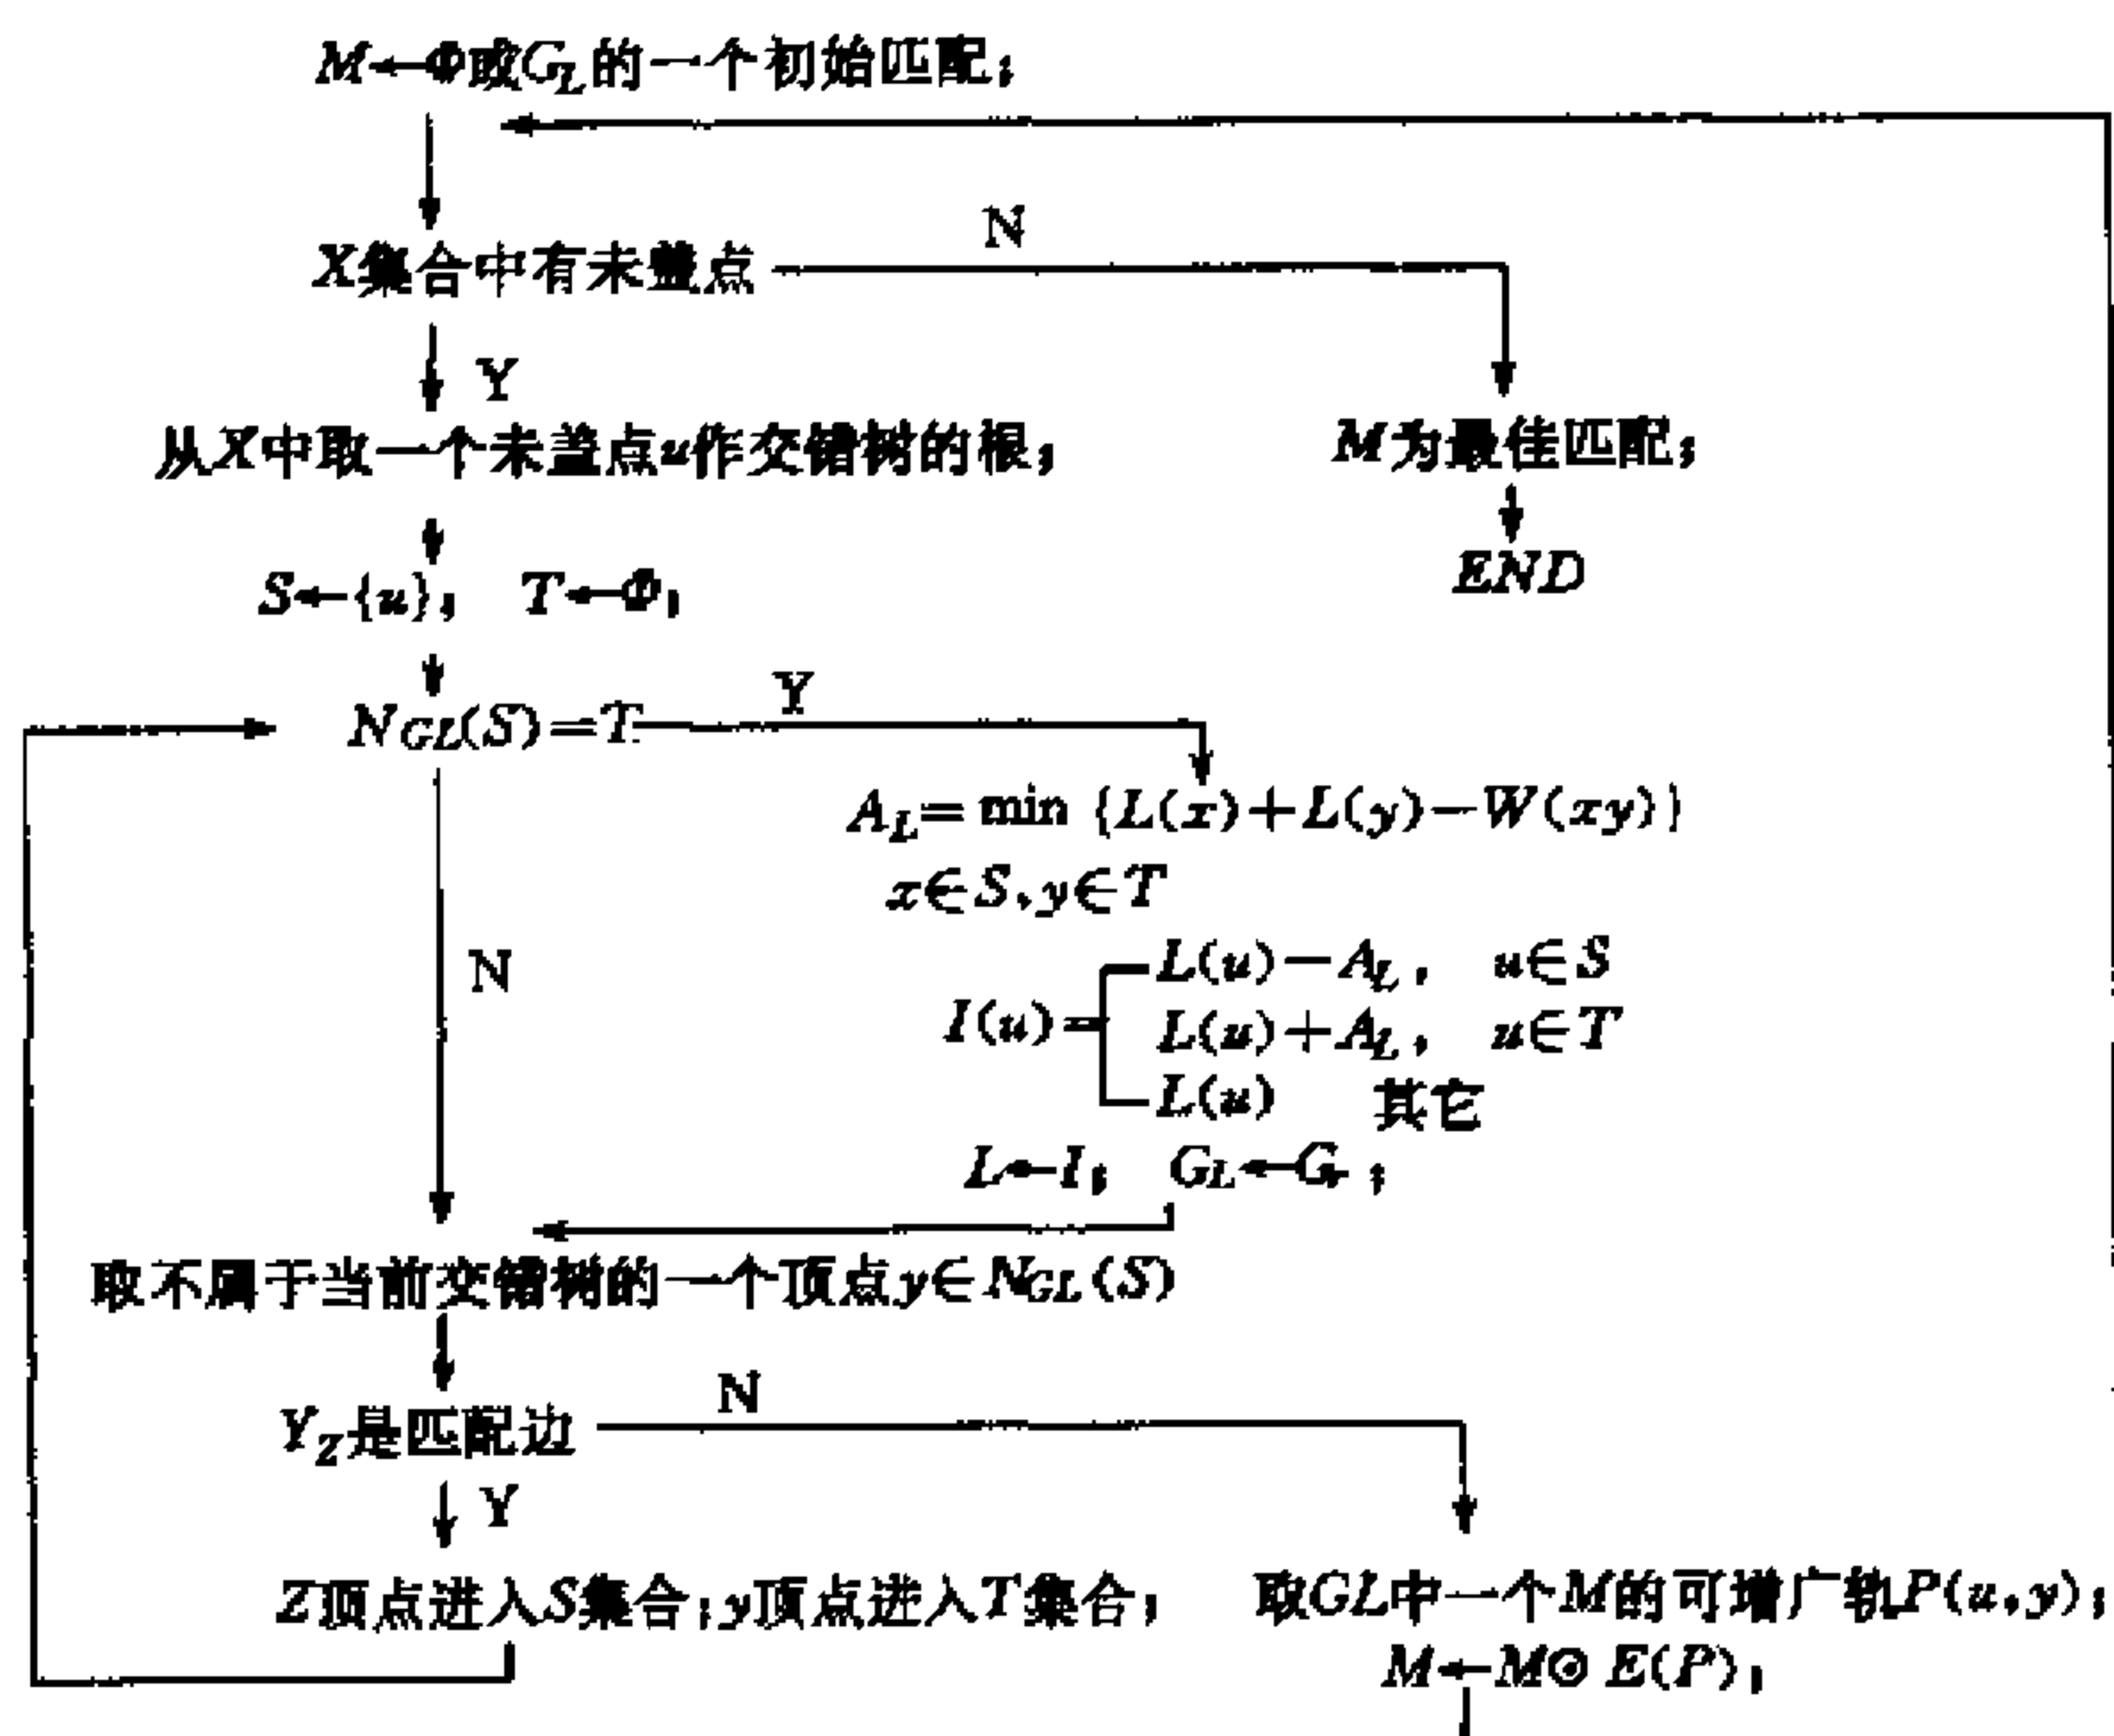 M←Φ或G_L的一个初始匹配;
X集合中有未盖点
N
Y
从X中取一个未盖点u作交错树的根;
M为最佳匹配;
S←{u}; T←Φ;
END
N_GL(S)=T
Y
A_L=min {L(x)+L(y)-W(xy)}
x∈S,y∈T
N
L(u)-A_L, u∈S
I(u)=
L(u)+A_L, u∈T
L(u) 其它
L←I; G_L←G_I;
取不属于当前交错树的一个顶点y∈N_GL(S)
Y_Z是匹配边
N
Y
Z顶点进入S集合;y顶点进入T集合;
取GL中一个M的可增广轨P(u,y);
M←M⊙E(P);